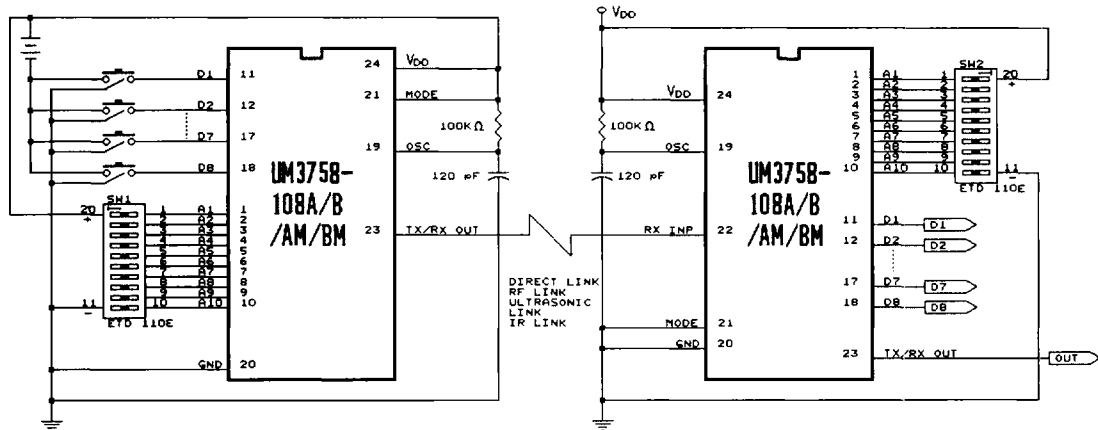 VDD
D1 11
D2 12
D7 17
D8 18
24 VDD
21 MODE
100KΩ
19 OSC
120 pF
UM3758-
108A/B
/AM/BM
23 TX/RX OUT
SW1
20
+
1 A1 1
2 A2 2
3 A3 3
4 A4 4
5 A5 5
6 A6 6
7 A7 7
8 A8 8
9 A9 9
10 A10 10
11
-
ETD 110E
GND 20
DIRECT LINK
RF LINK
ULTRASONIC
LINK
IR LINK
VDD 24
100KΩ
OSC 19
120 pF
RX INP 22
MODE 21
GND 20
UM3758-
108A/B
/AM/BM
SW2
1 A1 1
2 A2 2
3 A3 3
4 A4 4
5 A5 5
6 A6 6
7 A7 7
8 A8 8
9 A9 9
10 A10 10
20
+
11
-
ETD 110E
11 D1 D1
12 D2 D2
17 D7 D7
18 D8 D8
23 TX/RX OUT OUT